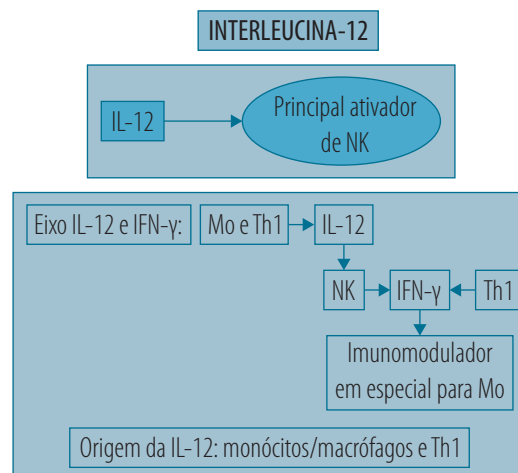 INTERLEUCINA-12
IL-12
Principal ativador
de NK
Eixo IL-12 e IFN-γ:
Mo e Th1
IL-12
NK
IFN-γ
Th1
Imunomodulador
em especial para Mo
Origem da IL-12: monócitos/macrófagos e Th1